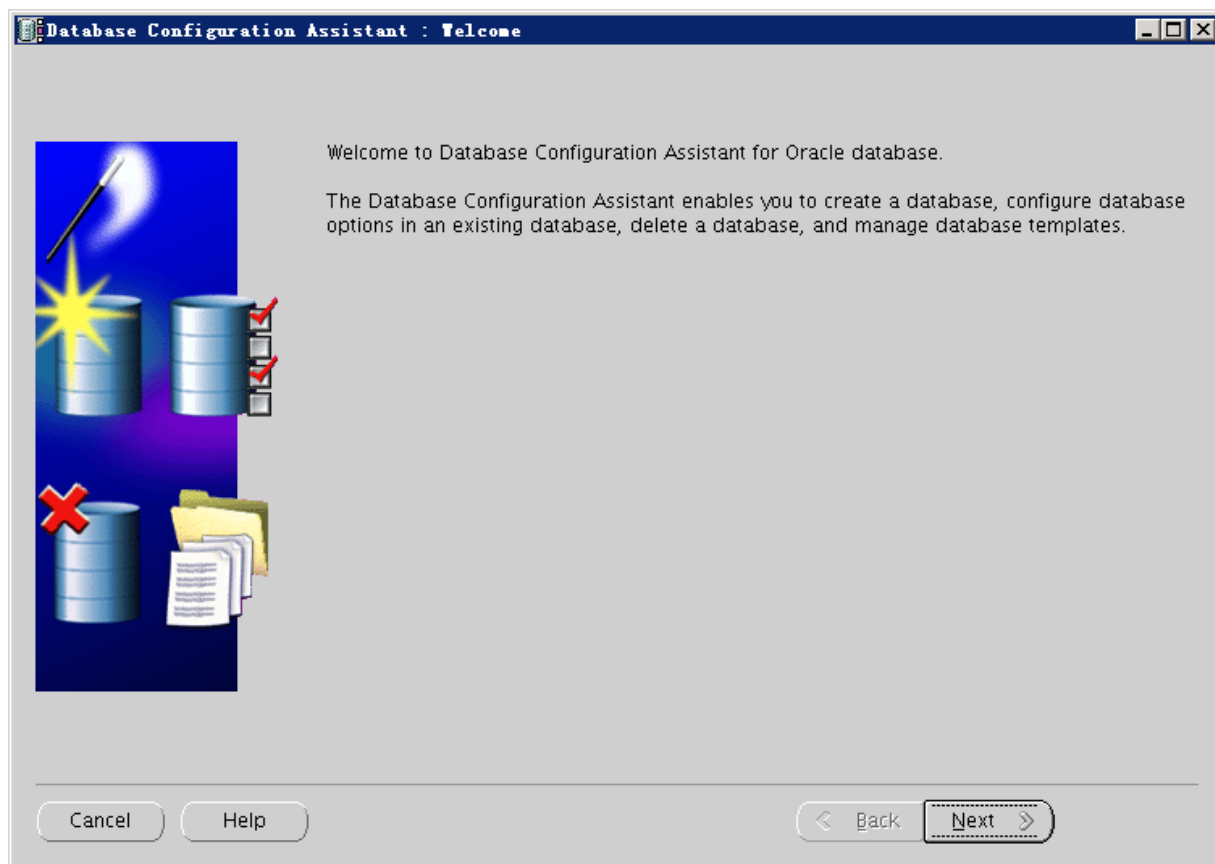 Database Configuration Assistant : Welcome
Welcome to Database Configuration Assistant for Oracle database.
The Database Configuration Assistant enables you to create a database, configure database
options in an existing database, delete a database, and manage database templates.
Cancel
Help
Back
Next